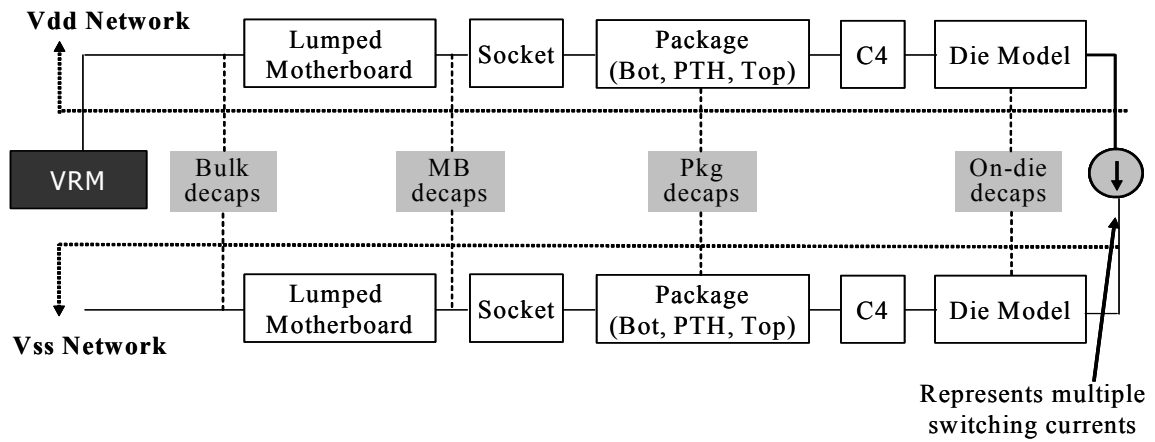 Vdd Network
Lumped
Motherboard
Socket
Package
(Bot, PTH, Top)
C4
Die Model
VRM
Bulk
decaps
MB
decaps
Pkg
decaps
On-die
decaps
Lumped
Motherboard
Socket
Package
(Bot, PTH, Top)
C4
Die Model
Vss Network
Represents multiple
switching currents